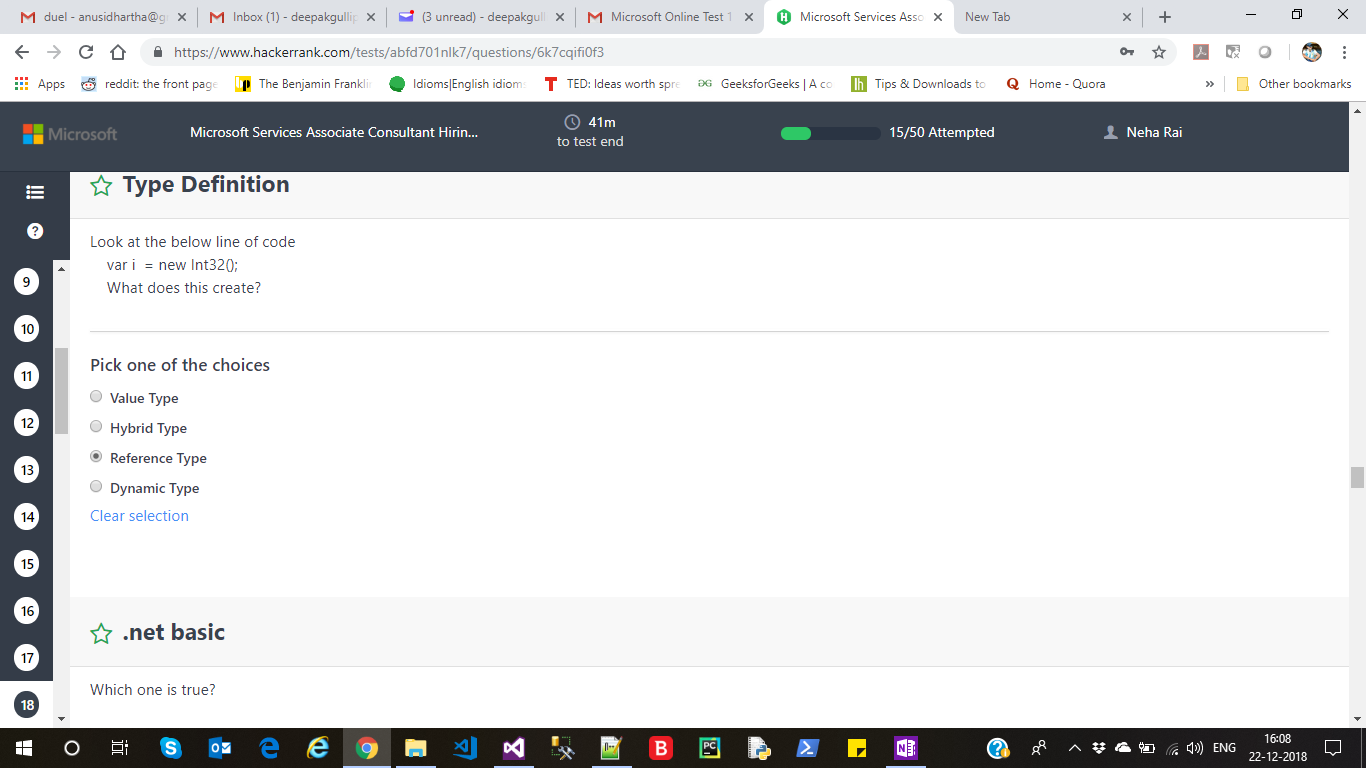 duel - anusidhartha@g
Inbox (1) - deepakgullip
(3 unread) - deepakgull
Microsoft Online Test 1
Microsoft Services Asso
New Tab
https://www.hackerrank.com/tests/abfd701nlk7/questions/6k7cqifi0f3
Apps
reddit: the front page
The Benjamin Franklin
Idioms|English idiom
TED: Ideas worth spre
GeeksforGeeks | A co
Tips & Downloads to
Home - Quora
»
Other bookmarks
Microsoft
Microsoft Services Associate Consultant Hirin...
41m
to test end
15/50 Attempted
Neha Rai
Type Definition
Look at the below line of code
var i = new Int32();
What does this create?
Pick one of the choices
Value Type
Hybrid Type
Reference Type
Dynamic Type
Clear selection
.net basic
Which one is true?
9
10
11
12
13
14
15
16
17
18
ENG
16:08
22-12-2018